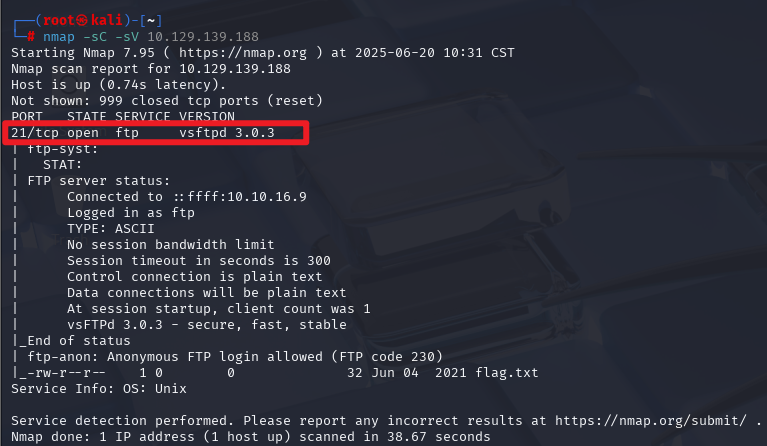 ┌──(root㉿kali)-[~]
└─# nmap -sC -sV 10.129.139.188
Starting Nmap 7.95 ( https://nmap.org ) at 2025-06-20 10:31 CST
Nmap scan report for 10.129.139.188
Host is up (0.74s latency).
Not shown: 999 closed tcp ports (reset)
PORT   STATE SERVICE VERSION
21/tcp open  ftp     vsftpd 3.0.3
| ftp-syst:
|   STAT:
| FTP server status:
|      Connected to ::ffff:10.10.16.9
|      Logged in as ftp
|      TYPE: ASCII
|      No session bandwidth limit
|      Session timeout in seconds is 300
|      Control connection is plain text
|      Data connections will be plain text
|      At session startup, client count was 1
|      vsFTPd 3.0.3 - secure, fast, stable
|_End of status
| ftp-anon: Anonymous FTP login allowed (FTP code 230)
|_-rw-r--r--    1 0        0              32 Jun 04  2021 flag.txt
Service Info: OS: Unix

Service detection performed. Please report any incorrect results at https://nmap.org/submit/ .
Nmap done: 1 IP address (1 host up) scanned in 38.67 seconds